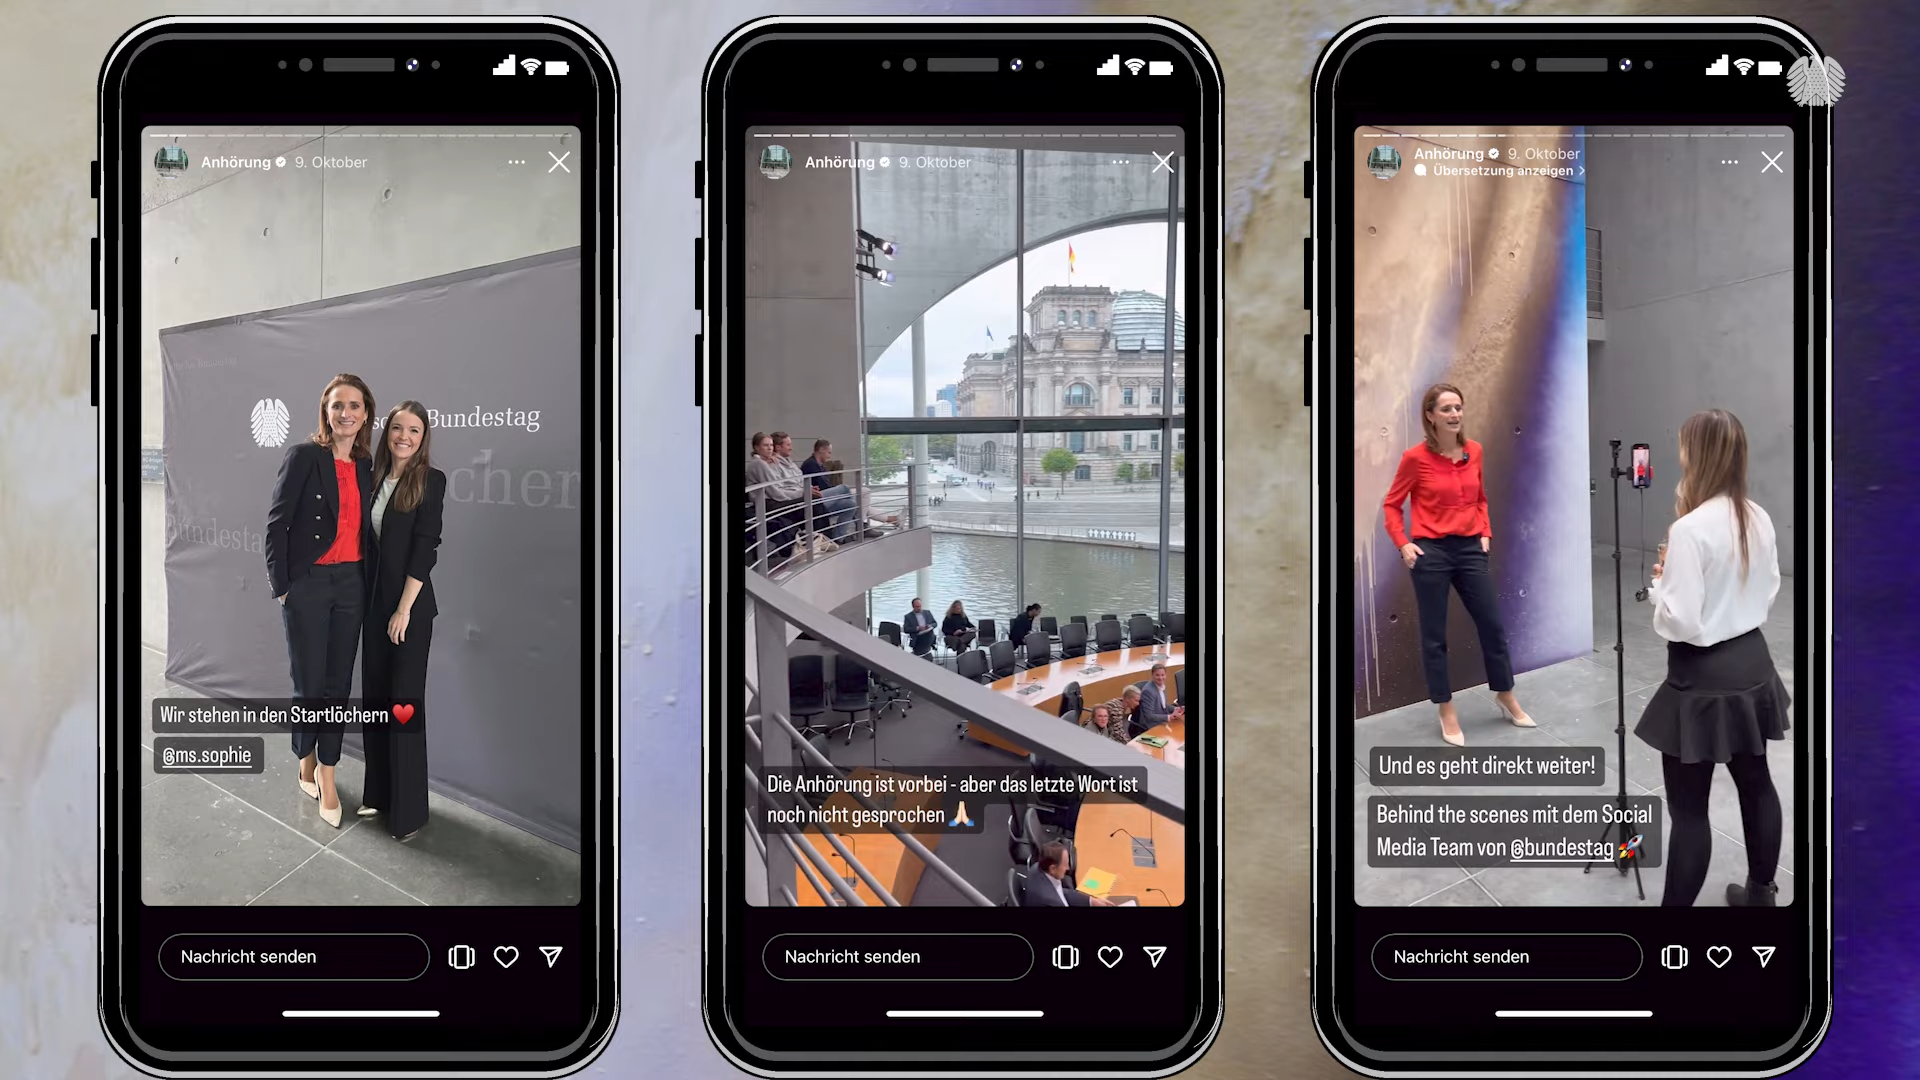 Anhörung 9. Oktober
Bundestag
cher
Bundesta
Wir stehen in den Startlöchern ❤️
@ms.sophie
Nachricht senden
Anhörung 9. Oktober
Die Anhörung ist vorbei - aber das letzte Wort ist
noch nicht gesprochen 🙏🏻
Nachricht senden
Anhörung 9. Oktober
Übersetzung anzeigen
Und es geht direkt weiter!
Behind the scenes mit dem Social
Media Team von @bundestag 🚀
Nachricht senden